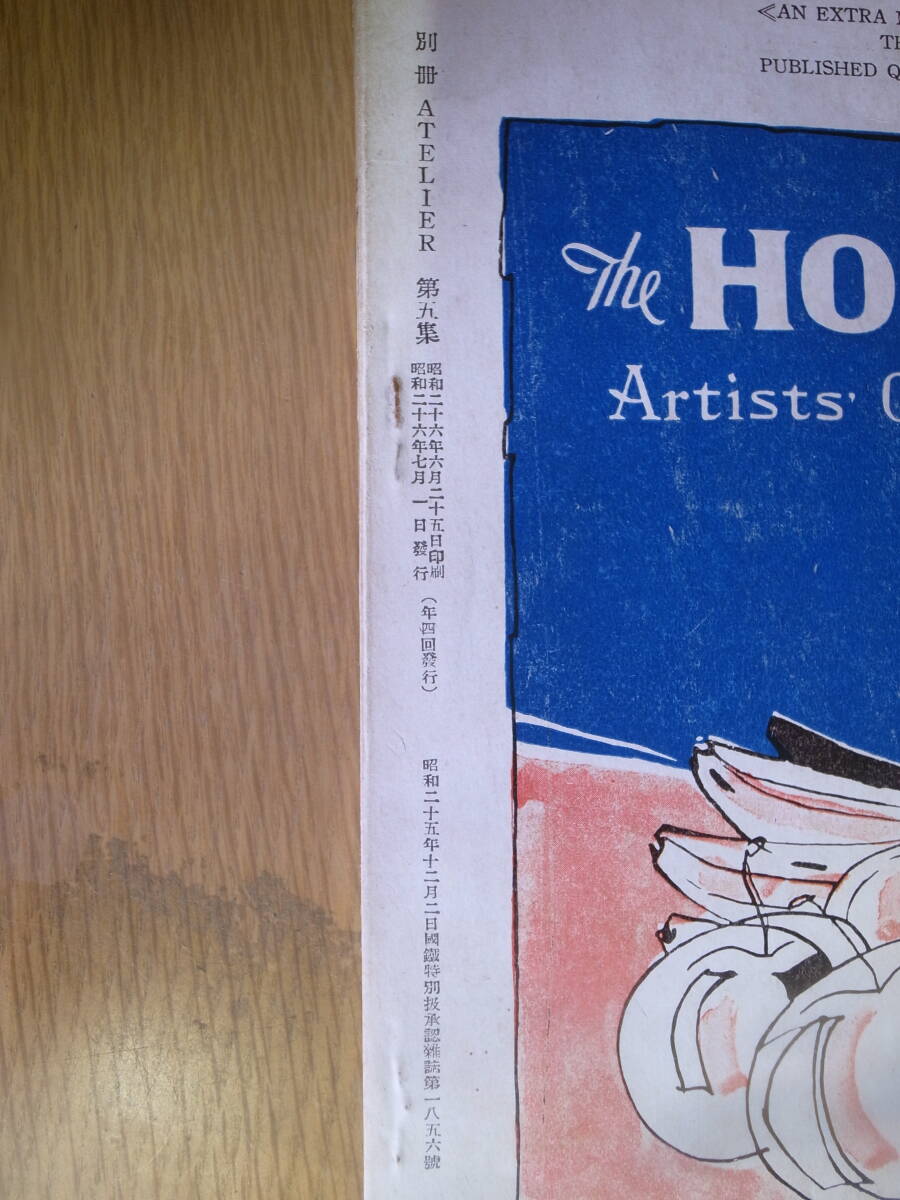 別冊 ATELIER 第五集
昭和二十六年六月二十五日印刷
昭和二十六年七月一日發行
（年四回發行）
昭和二十五年十二月二日國鐵特別扱承認雜誌第一八五六號
≪AN EXTRA
TH
PUBLISHED Q
The HO
Artists'